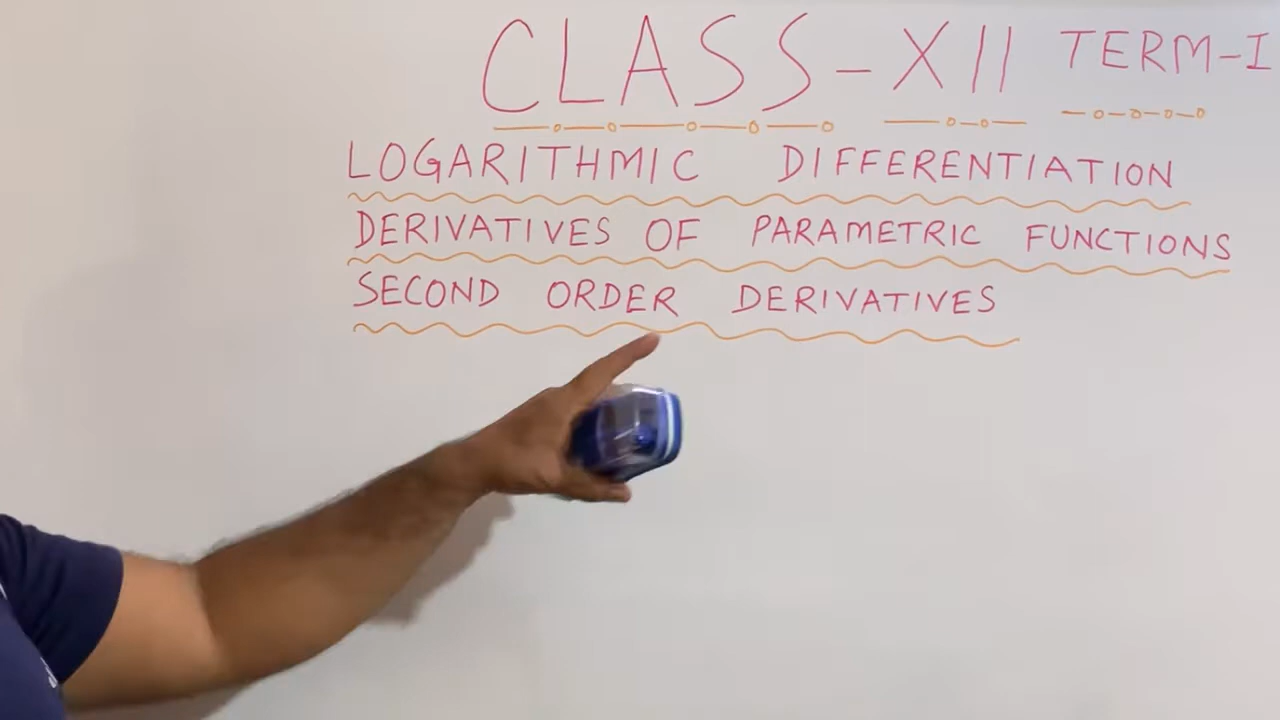 CLASS-XII TERM-I
LOGARITHMIC DIFFERENTIATION
DERIVATIVES OF PARAMETRIC FUNCTIONS
SECOND ORDER DERIVATIVES